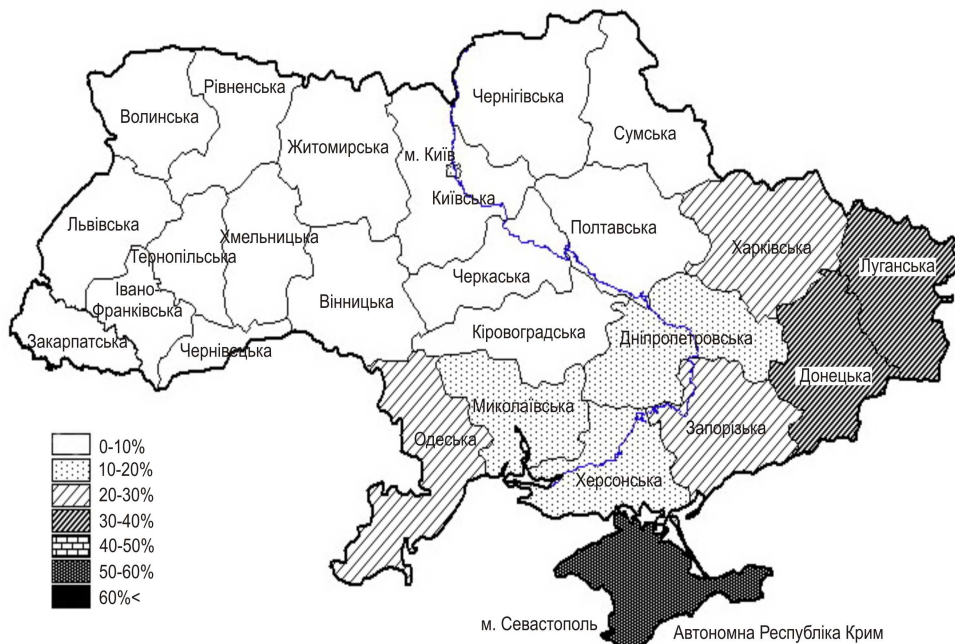 Рівненська
Волинська
Чернігівська
Сумська
Житомирська
м. Київ
Київська
Львівська
Тернопільська
Хмельницька
Полтавська
Харківська
Луганська
Черкаська
Івано-
Франківська
Вінницька
Закарпатська
Чернівецька
Кіровоградська
Дніпропетровська
Донецька
Миколаївська
Одеська
Запорізька
Херсонська
0-10%
10-20%
20-30%
30-40%
40-50%
50-60%
60%<
м. Севастополь
Автономна Республіка Крим